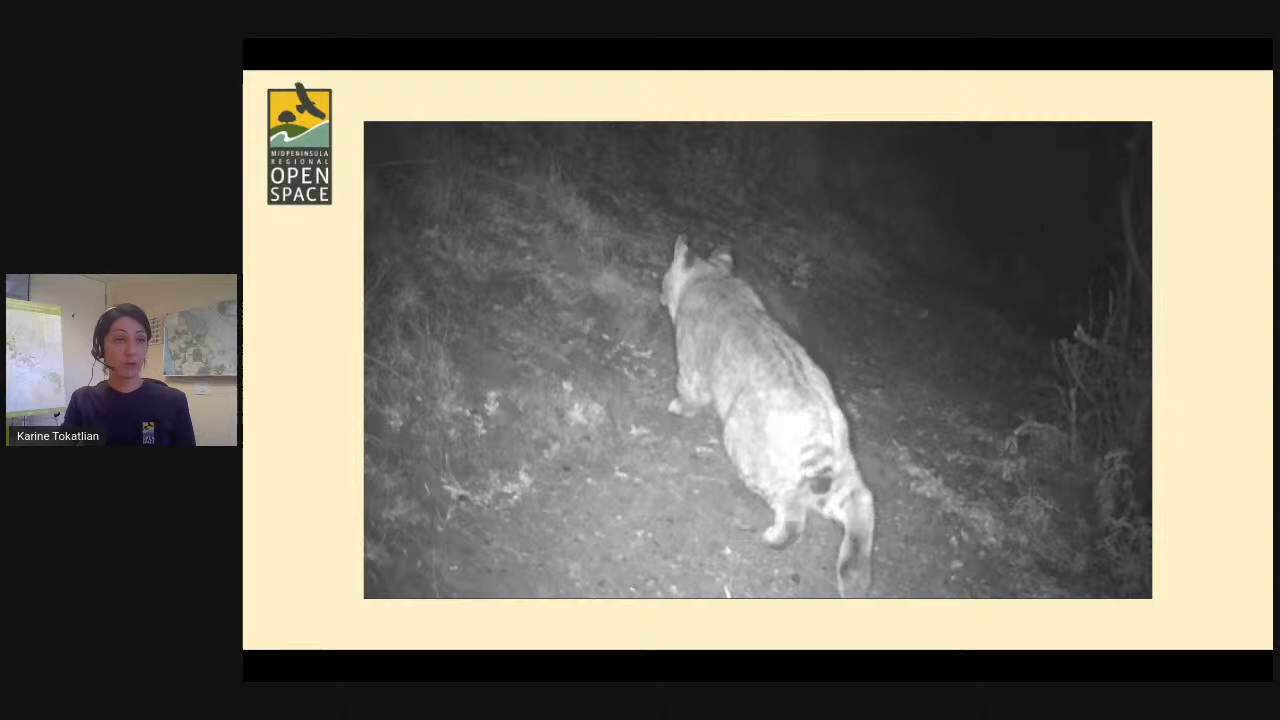 MIDPENINSULA
REGIONAL
OPEN
SPACE
Karine Tokatlian